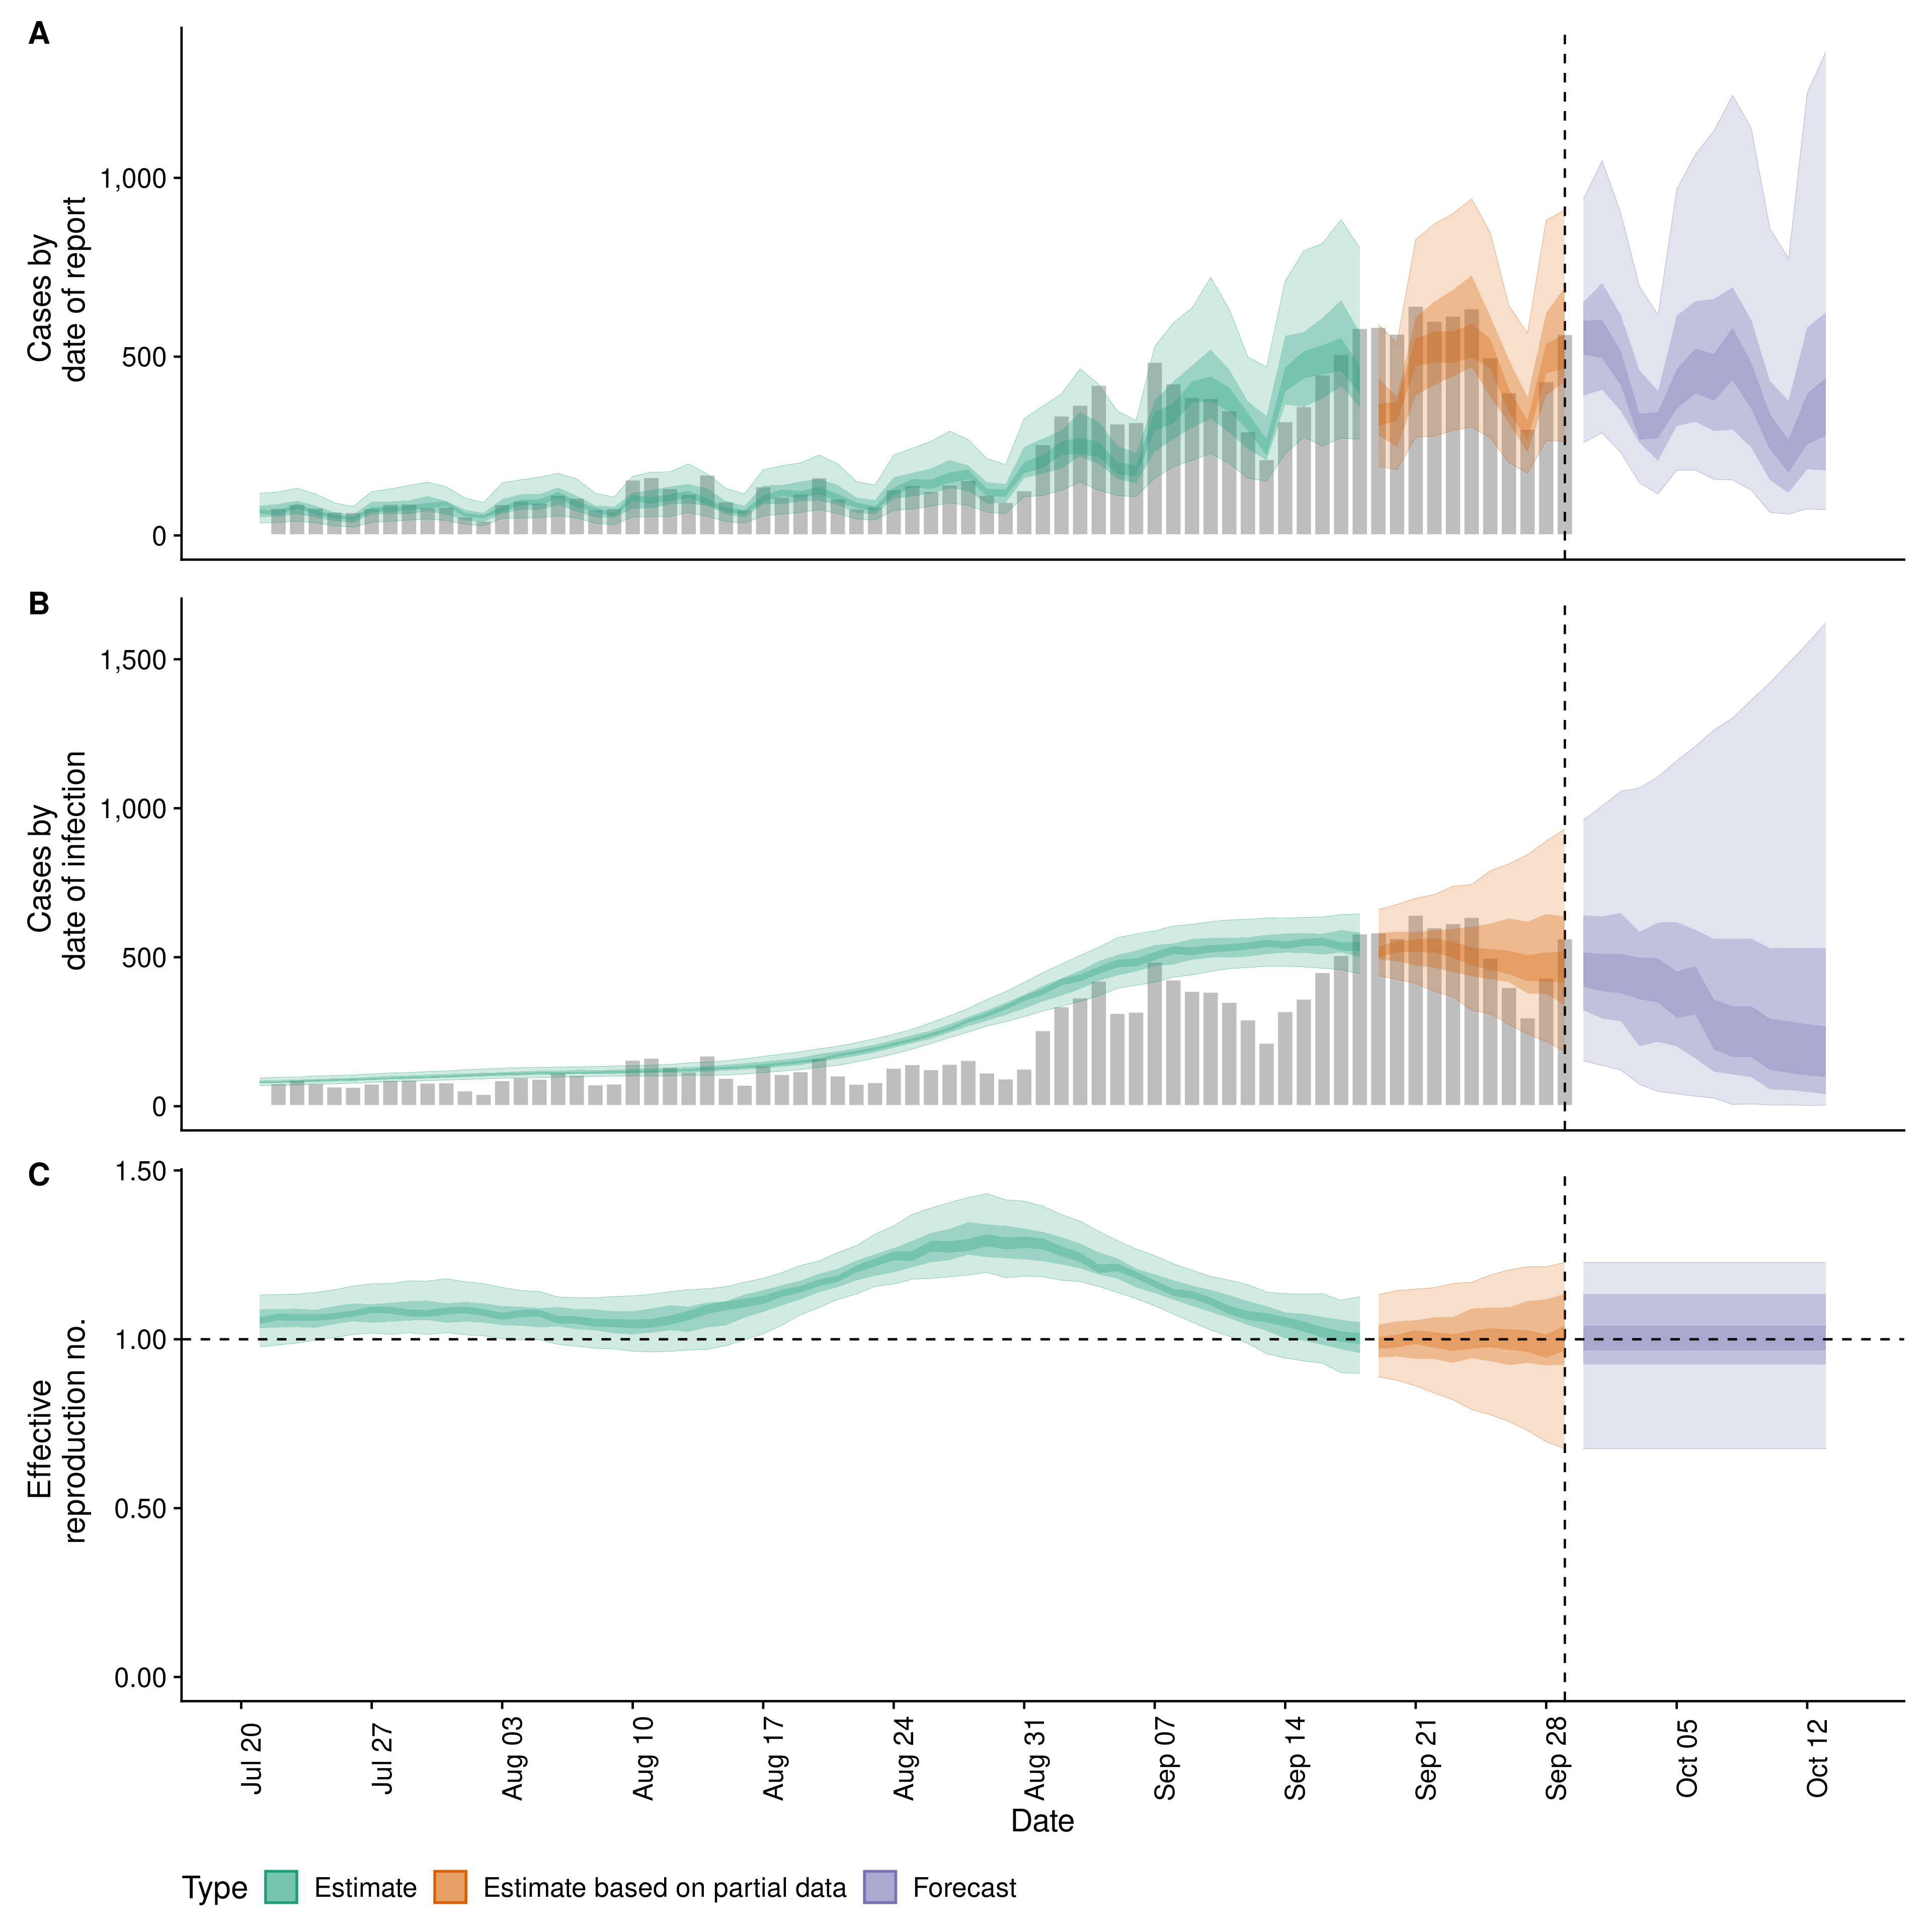 A
Cases by
date of report
1,000
500
0
B
Cases by
date of infection
1,500
1,000
500
0
C
Effective
reproduction no.
1.50
1.00
0.50
0.00
Jul 20
Jul 27
Aug 03
Aug 10
Aug 17
Aug 24
Aug 31
Sep 07
Sep 14
Sep 21
Sep 28
Oct 05
Oct 12
Date
Type Estimate Estimate based on partial data Forecast